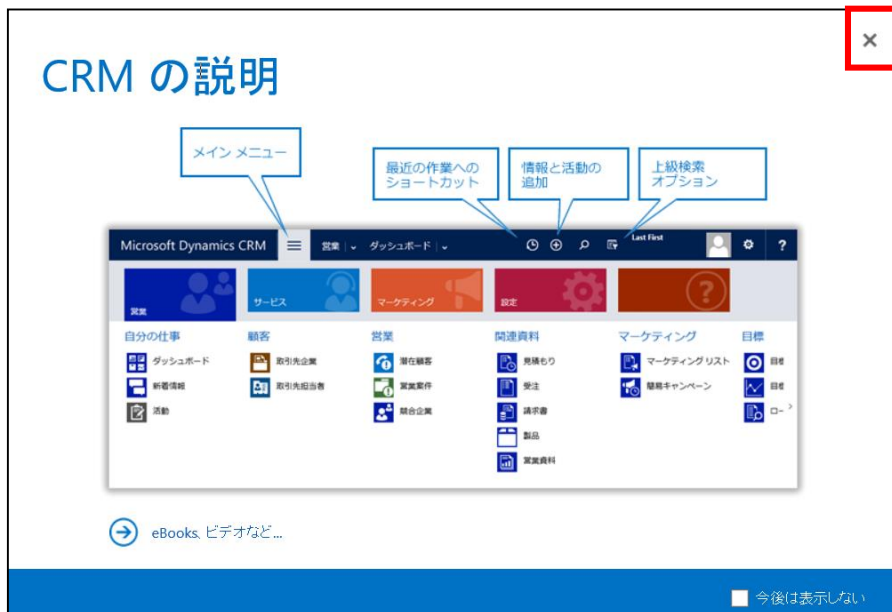 ×
CRM の説明
メイン メニュー
最近の作業への
ショートカット
情報と活動の
追加
上級検索
オプション
Microsoft Dynamics CRM
営業
ダッシュボード
Last First
?
営業
サービス
マーケティング
設定
?
自分の仕事
顧客
営業
関連資料
マーケティング
目標
ダッシュボード
取引先企業
潜在顧客
見積もり
マーケティング リスト
目標
新着情報
取引先担当者
営業案件
受注
簡易キャンペーン
活動
競合企業
請求書
ロー
製品
営業資料
eBooks、ビデオなど...
今後は表示しない